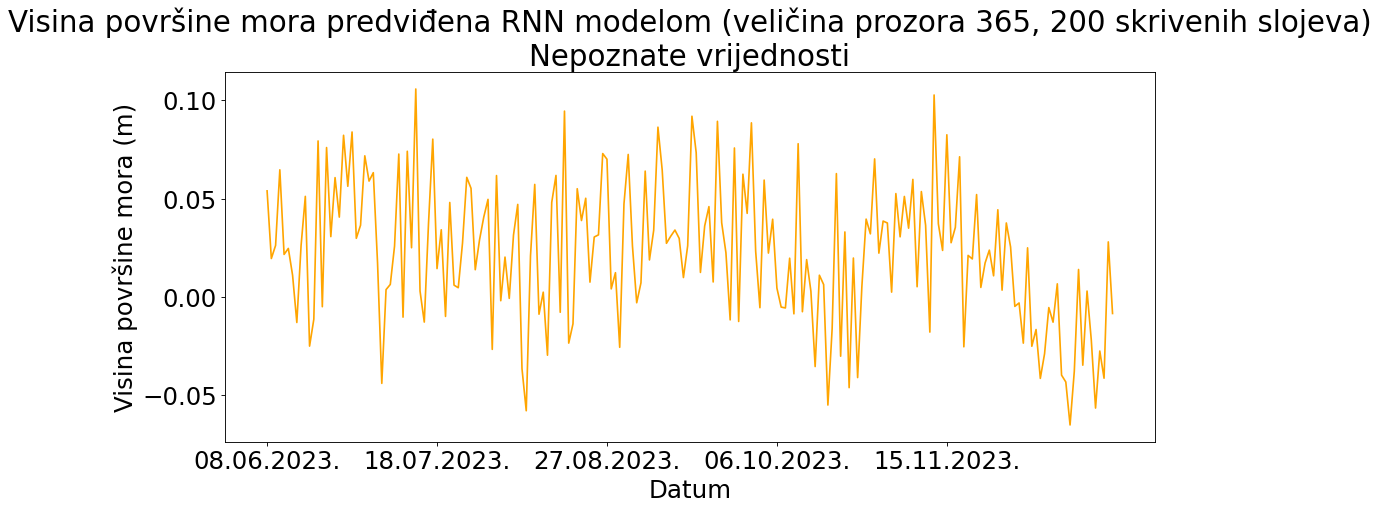 Visina površine mora predviđena RNN modelom (veličina prozora 365, 200 skrivenih slojeva)
Nepoznate vrijednosti
Visina površine mora (m)
0.10
0.05
0.00
−0.05
08.06.2023. 18.07.2023. 27.08.2023. 06.10.2023. 15.11.2023.
Datum